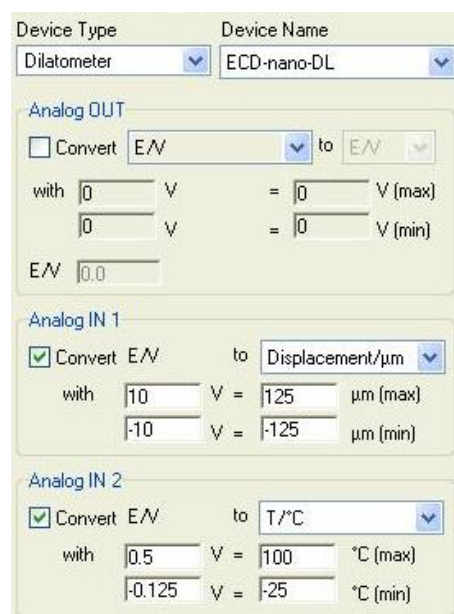 Device Type Device Name
Dilatometer ECD-nano-DL
Analog OUT
Convert E/V to E/V
with 0 V = 0 V (max)
0 V = 0 V (min)
E/V 0.0
Analog IN 1
Convert E/V to Displacement/µm
with 10 V = 125 µm (max)
-10 V = -125 µm (min)
Analog IN 2
Convert E/V to T/°C
with 0.5 V = 100 °C (max)
-0.125 V = -25 °C (min)